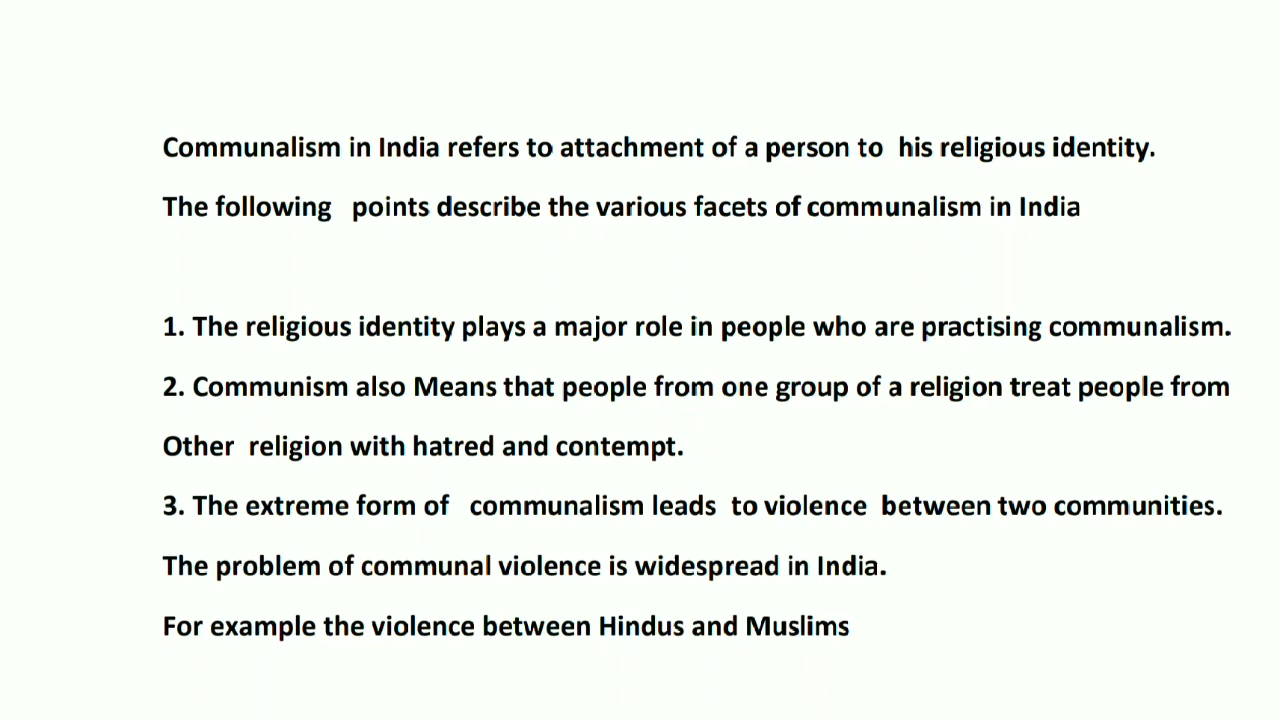 Communalism in India refers to attachment of a person to his religious identity.
The following points describe the various facets of communalism in India
1. The religious identity plays a major role in people who are practising communalism.
2. Communism also Means that people from one group of a religion treat people from
Other religion with hatred and contempt.
3. The extreme form of communalism leads to violence between two communities.
The problem of communal violence is widespread in India.
For example the violence between Hindus and Muslims